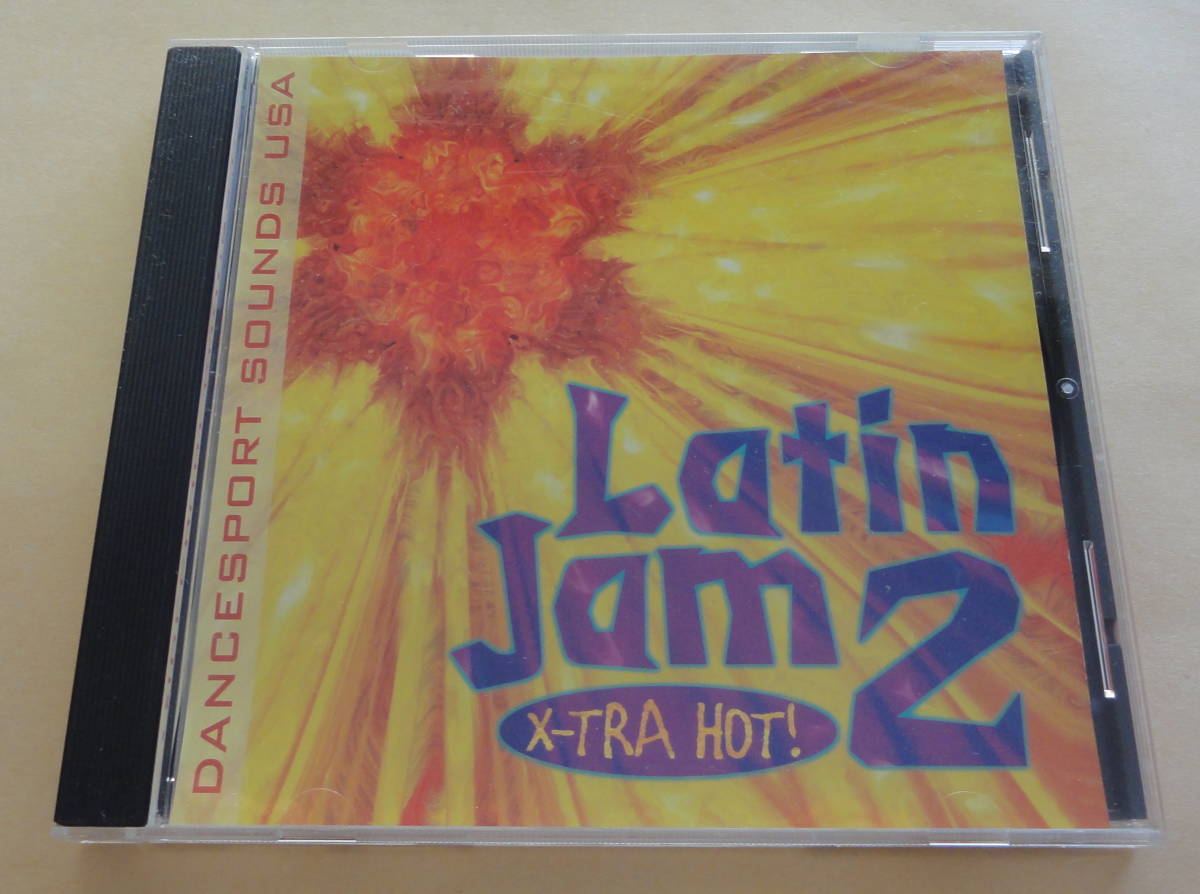 DANCESPORT SOUNDS USA
Latin
Jam 2
X-TRA HOT!